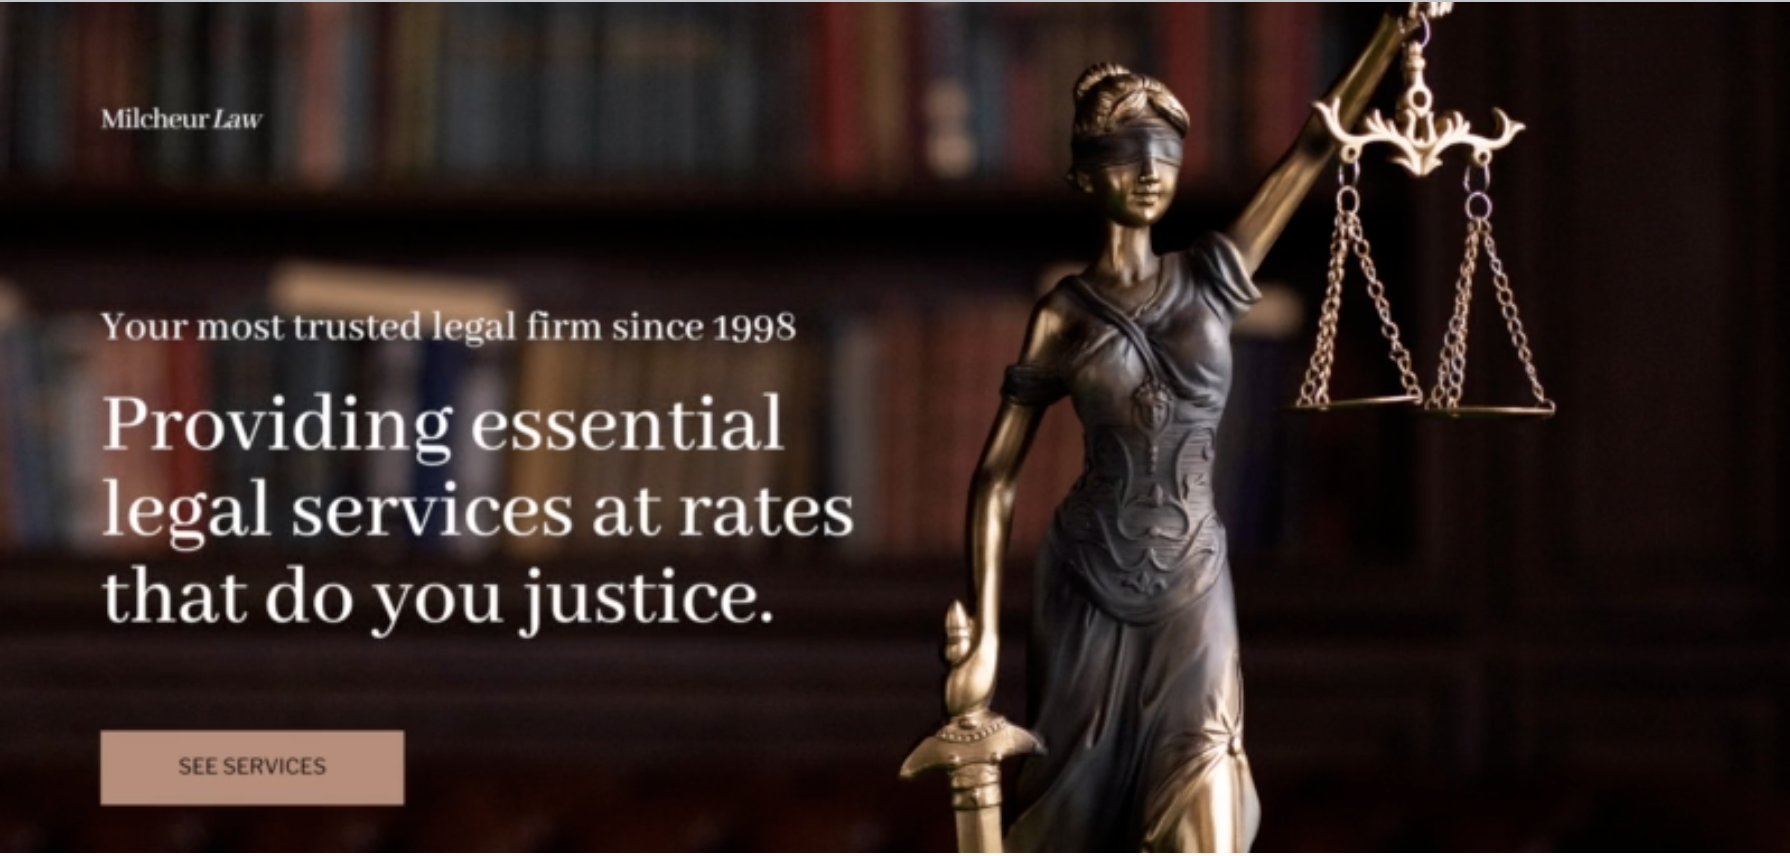 Milcheur Law
Your most trusted legal firm since 1998
Providing essential
legal services at rates
that do you justice.
SEE SERVICES